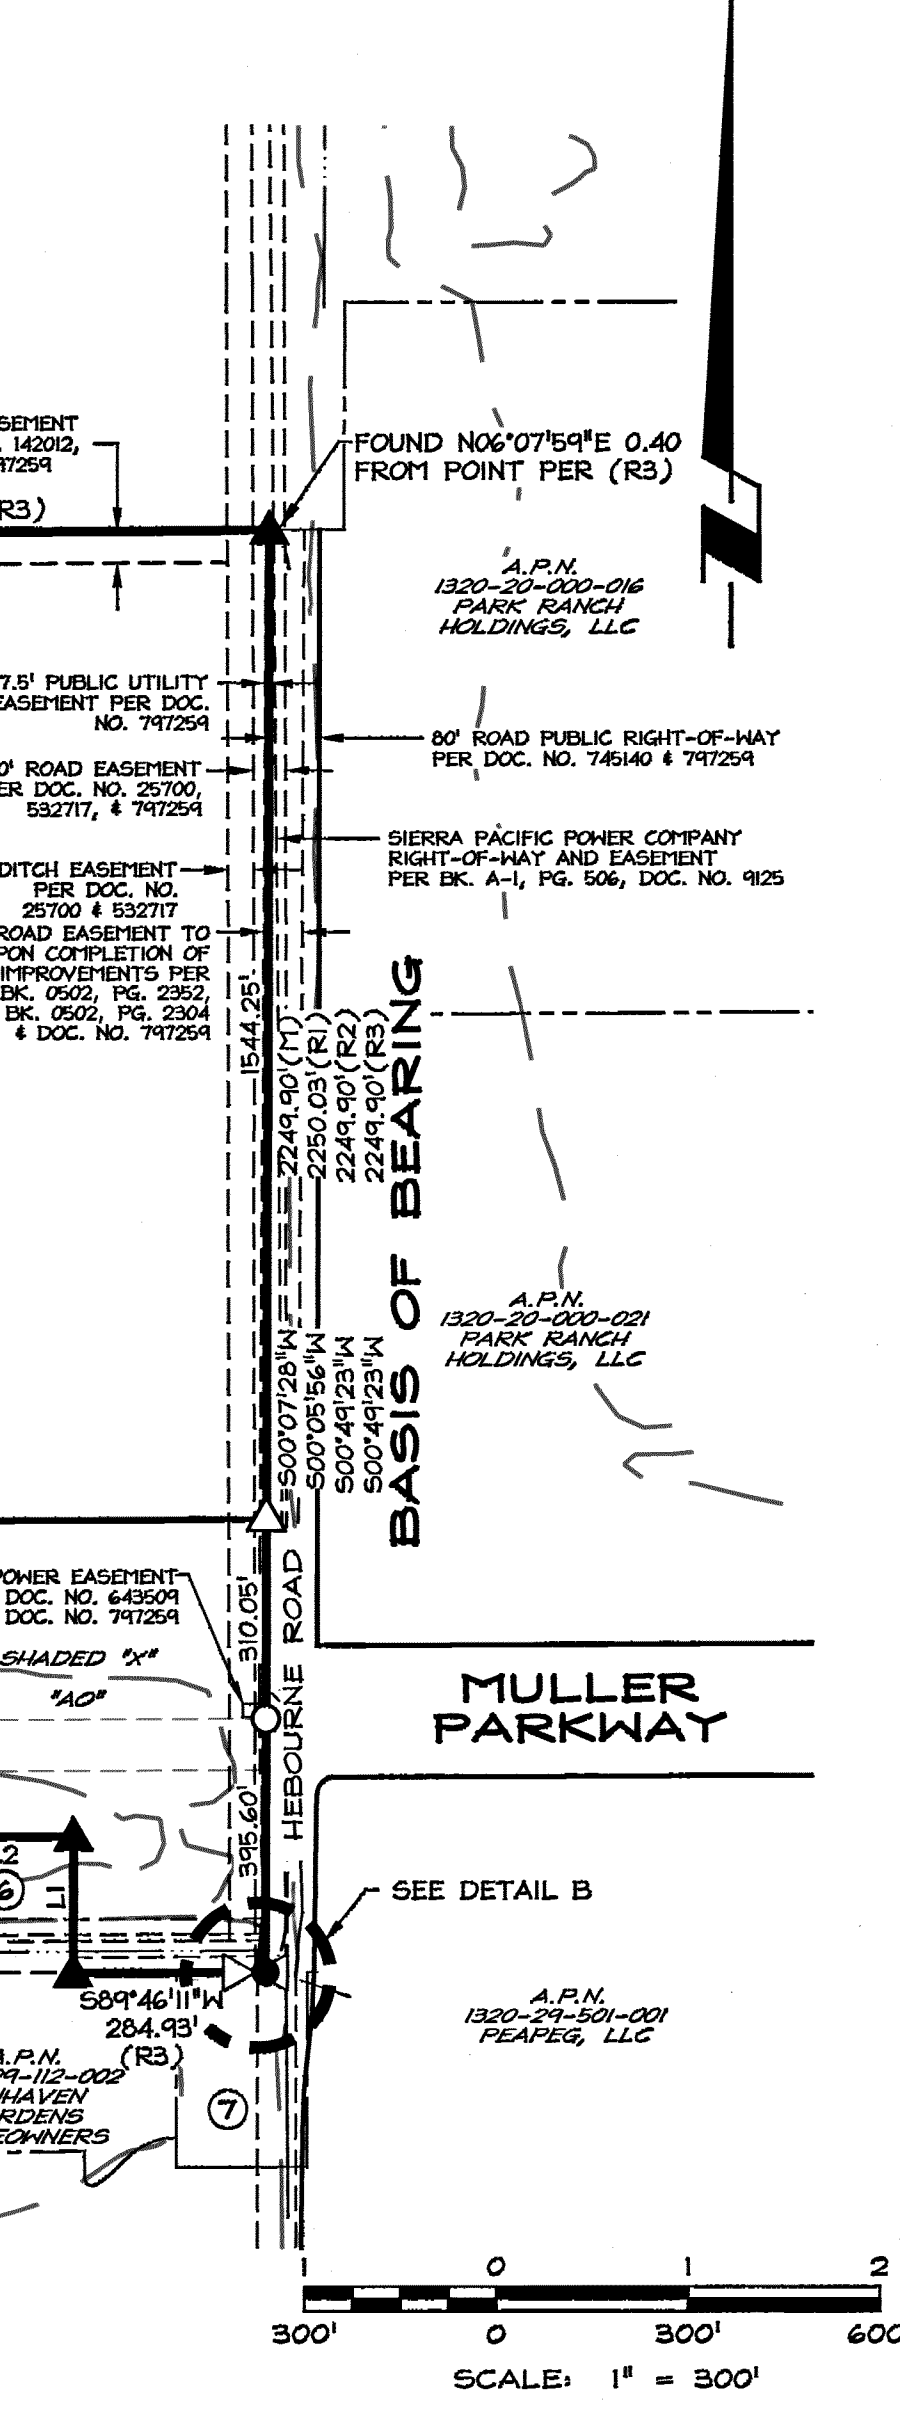 SEMENT
. 142012,
97259
R3)
FOUND N06°07'59"E 0.40
FROM POINT PER (R3)
A.P.N.
1320-20-000-016
PARK RANCH
HOLDINGS, LLC
7.5' PUBLIC UTILITY
EASEMENT PER DOC.
NO. 797259
80' ROAD PUBLIC RIGHT-OF-WAY
PER DOC. NO. 745140 & 797259
0' ROAD EASEMENT
ER DOC. NO. 25700,
532717, & 797259
SIERRA PACIFIC POWER COMPANY
RIGHT-OF-WAY AND EASEMENT
PER BK. A-1, PG. 506, DOC. NO. 9125
DITCH EASEMENT
PER DOC. NO.
25700 & 532717
ROAD EASEMENT TO
PON COMPLETION OF
IMPROVEMENTS PER
BK. 0502, PG. 2352,
BK. 0502, PG. 2304
& DOC. NO. 797259
1544.25'
S00°07'28"W 2249.90'(M)
S00°05'56"W 2250.03'(R1)
S00°49'23"W 2249.90'(R2)
S00°49'23"W 2249.90'(R3)
BASIS OF BEARING
A.P.N.
1320-20-000-021
PARK RANCH
HOLDINGS, LLC
POWER EASEMENT
DOC. NO. 643509
DOC. NO. 797259
310.05'
SHADED "X"
"AO"
HEBOURNE ROAD
MULLER
PARKWAY
395.60'
2
6
L1
SEE DETAIL B
S89°46'11"W
284.93'
(R3)
A.P.N.
1320-29-501-001
PEAPEG, LLC
.P.N.
9-112-002
NHAVEN
RDENS
EOWNERS
7
1 0 1 2
300' 0 300' 600
SCALE: 1" = 300'